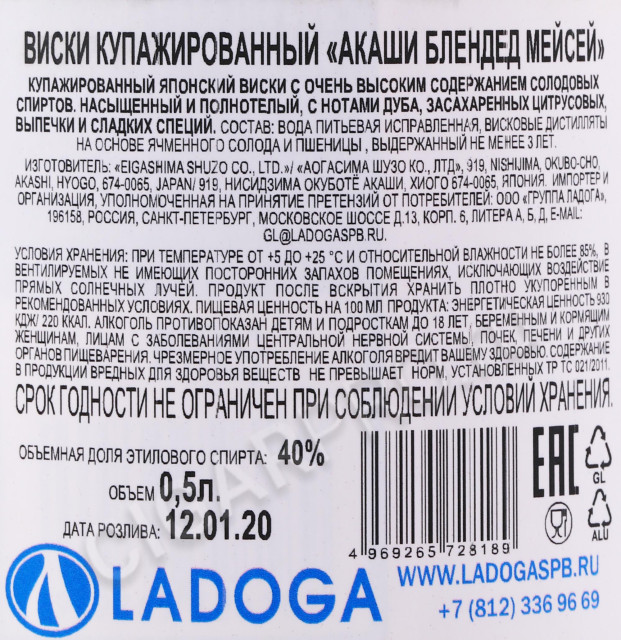 ВИСКИ КУПАЖИРОВАННЫЙ «АКАШИ БЛЕНДЕД МЕЙСЕЙ»
КУПАЖИРОВАННЫЙ ЯПОНСКИЙ ВИСКИ С ОЧЕНЬ ВЫСОКИМ СОДЕРЖАНИЕМ СОЛОДОВЫХ
СПИРТОВ. НАСЫЩЕННЫЙ И ПОЛНОТЕЛЫЙ, С НОТАМИ ДУБА, ЗАСАХАРЕННЫХ ЦИТРУСОВЫХ,
ВЫПЕЧКИ И СЛАДКИХ СПЕЦИЙ. СОСТАВ: ВОДА ПИТЬЕВАЯ ИСПРАВЛЕННАЯ, ВИСКОВЫЕ ДИСТИЛЛЯТЫ
НА ОСНОВЕ ЯЧМЕННОГО СОЛОДА И ПШЕНИЦЫ, ВЫДЕРЖАННЫЙ НЕ МЕНЕЕ 3 ЛЕТ.
ИЗГОТОВИТЕЛЬ: «EIGASHIMA SHUZO CO., LTD.»/ «АОГАСИМА ШУЗО КО., ЛТД», 919, NISHIJIMA, OKUBO-CHO,
AKASHI, HYOGO, 674-0065, JAPAN/ 919, НИСИДЗИМА ОКУБОТЁ АКАШИ, ХИОГО 674-0065, ЯПОНИЯ. ИМПОРТЕР И
ОРГАНИЗАЦИЯ, УПОЛНОМОЧЕННАЯ НА ПРИНЯТИЕ ПРЕТЕНЗИЙ ОТ ПОТРЕБИТЕЛЕЙ: ООО «ГРУППА ЛАДОГА»,
196158, РОССИЯ, САНКТ-ПЕТЕРБУРГ, МОСКОВСКОЕ ШОССЕ Д.13, КОРП. 6, ЛИТЕРА А, Б, Д, E-MAIL:
GL@LADOGASPB.RU.
УСЛОВИЯ ХРАНЕНИЯ: ПРИ ТЕМПЕРАТУРЕ ОТ +5 ДО +25 °С И ОТНОСИТЕЛЬНОЙ ВЛАЖНОСТИ НЕ БОЛЕЕ 85%, В
ВЕНТИЛИРУЕМЫХ НЕ ИМЕЮЩИХ ПОСТОРОННИХ ЗАПАХОВ ПОМЕЩЕНИЯХ, ИСКЛЮЧАЮЩИХ ВОЗДЕЙСТВИЕ
ПРЯМЫХ СОЛНЕЧНЫХ ЛУЧЕЙ. ПРОДУКТ ПОСЛЕ ВСКРЫТИЯ ХРАНИТЬ ПЛОТНО УКУПОРЕННЫМ В
РЕКОМЕНДОВАННЫХ УСЛОВИЯХ. ПИЩЕВАЯ ЦЕННОСТЬ НА 100 МЛ ПРОДУКТА: ЭНЕРГЕТИЧЕСКАЯ ЦЕННОСТЬ 930
КДЖ/ 220 ККАЛ. АЛКОГОЛЬ ПРОТИВОПОКАЗАН ДЕТЯМ И ПОДРОСТКАМ ДО 18 ЛЕТ, БЕРЕМЕННЫМ И КОРМЯЩИМ
ЖЕНЩИНАМ, ЛИЦАМ С ЗАБОЛЕВАНИЯМИ ЦЕНТРАЛЬНОЙ НЕРВНОЙ СИСТЕМЫ, ПОЧЕК, ПЕЧЕНИ И ДРУГИХ
ОРГАНОВ ПИЩЕВАРЕНИЯ. ЧРЕЗМЕРНОЕ УПОТРЕБЛЕНИЕ АЛКОГОЛЯ ВРЕДИТ ВАШЕМУ ЗДОРОВЬЮ. СОДЕРЖАНИЕ
В ПРОДУКЦИИ ВРЕДНЫХ ДЛЯ ЗДОРОВЬЯ ВЕЩЕСТВ НЕ ПРЕВЫШАЕТ НОРМ, УСТАНОВЛЕННЫХ ТР ТС 021/2011.
СРОК ГОДНОСТИ НЕ ОГРАНИЧЕН ПРИ СОБЛЮДЕНИИ УСЛОВИЙ ХРАНЕНИЯ.
ОБЪЕМНАЯ ДОЛЯ ЭТИЛОВОГО СПИРТА: 40%
ОБЪЕМ 0,5л.
ДАТА РОЗЛИВА: 12.01.20
4 969265 728189
EAC
GL
ALU
LADOGA
WWW.LADOGASPB.RU
+7 (812) 336 96 69